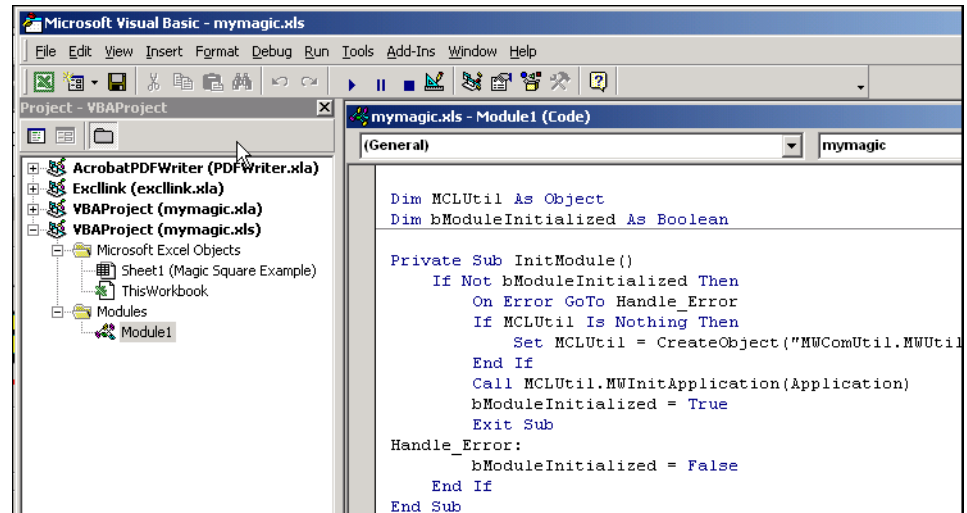 Microsoft Visual Basic - mymagic.xls
File Edit View Insert Format Debug Run Tools Add-Ins Window Help
Project - VBAProject
AcrobatPDFWriter (PDFWriter.xla)
Excllink (excllink.xla)
VBAProject (mymagic.xla)
VBAProject (mymagic.xls)
Microsoft Excel Objects
Sheet1 (Magic Square Example)
ThisWorkbook
Modules
Module1
mymagic.xls - Module1 (Code)
(General) mymagic
Dim MCLUtil As Object
Dim bModuleInitialized As Boolean
Private Sub InitModule()
If Not bModuleInitialized Then
On Error GoTo Handle_Error
If MCLUtil Is Nothing Then
Set MCLUtil = CreateObject("MWComUtil.MWUtil
End If
Call MCLUtil.MWInitApplication(Application)
bModuleInitialized = True
Exit Sub
Handle_Error:
bModuleInitialized = False
End If
End Sub